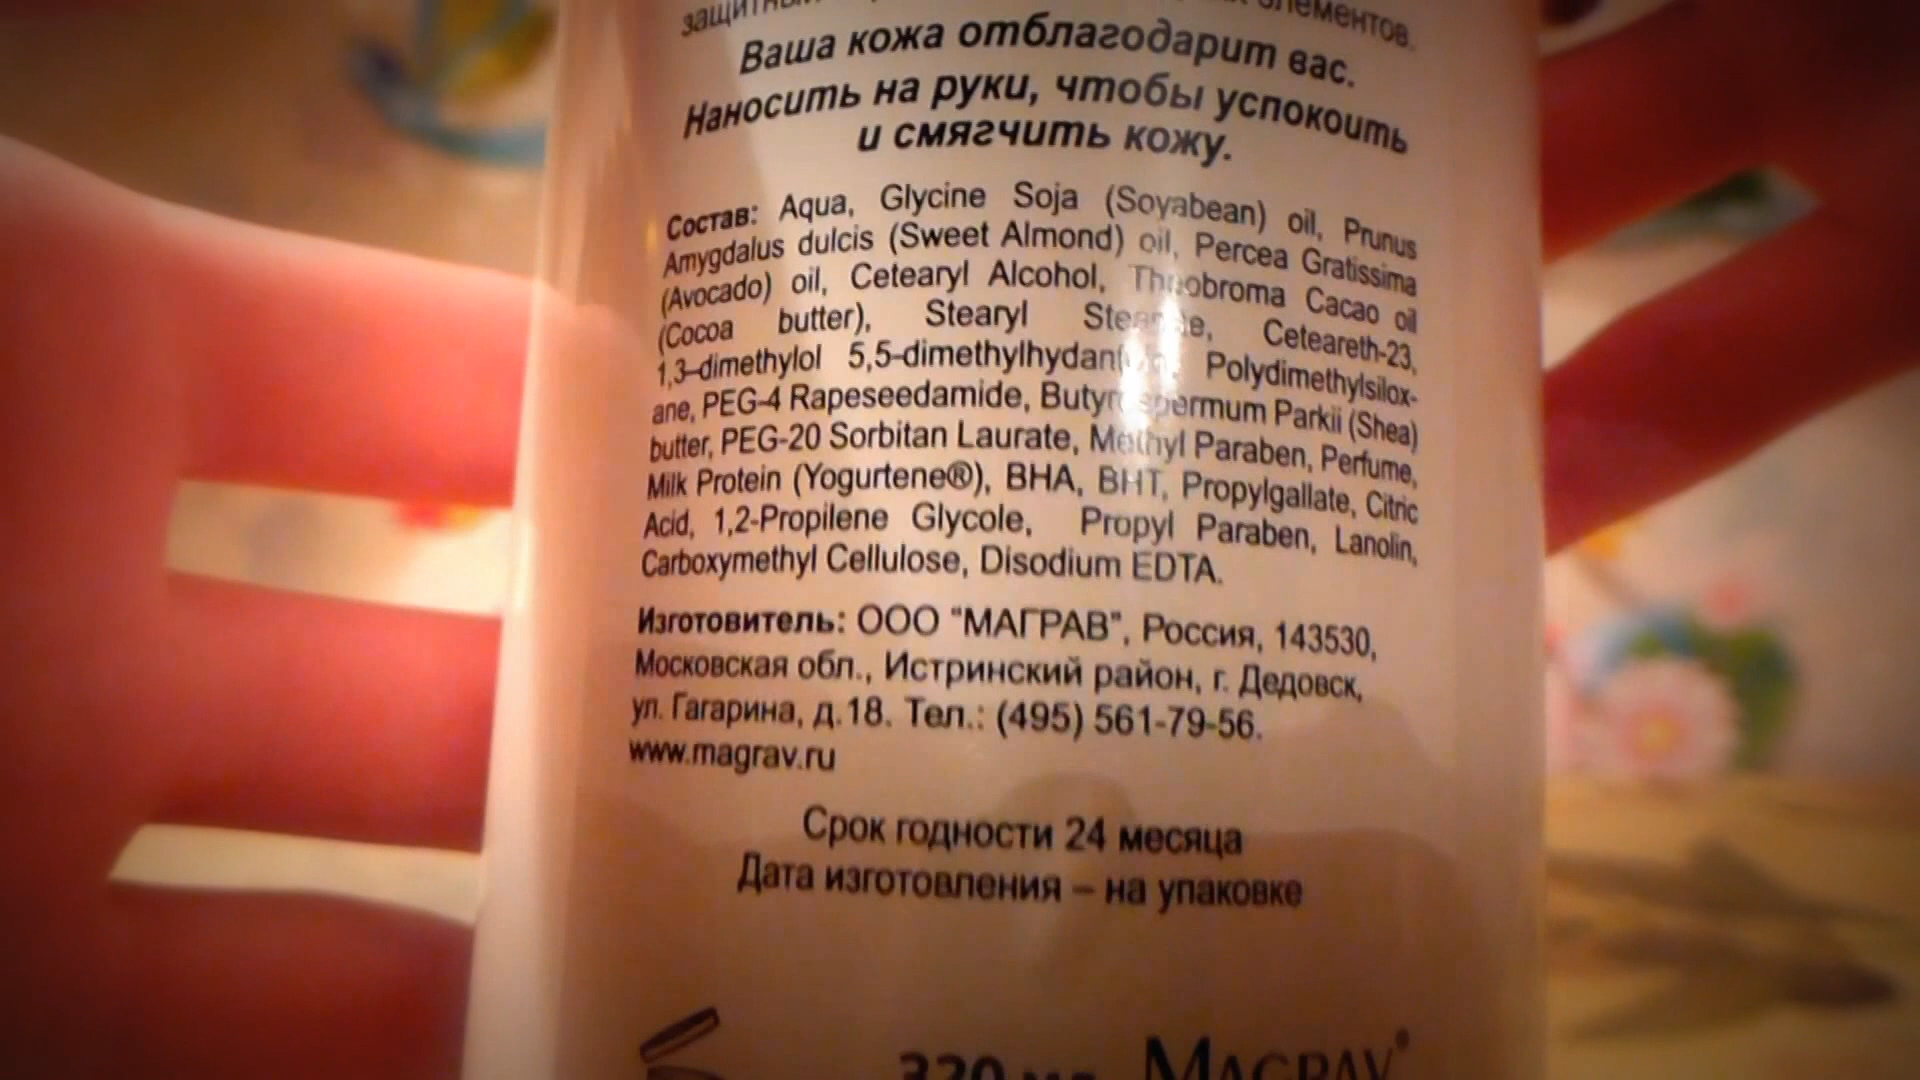 элементов.
Ваша кожа отблагодарит вас.
Наносить на руки, чтобы успокоить
и смягчить кожу.
Состав: Aqua, Glycine Soja (Soyabean) oil, Prunus
Amygdalus dulcis (Sweet Almond) oil, Percea Gratissima
(Avocado) oil, Cetearyl Alcohol, Theobroma Cacao oil
(Cocoa butter), Stearyl Ceteareth-23,
1,3-dimethylol Polydimethylsilox-
ane, PEG-4 Rapeseedamide, Butyrospermum Parkii (Shea)
butter, PEG-20 Sorbitan Laurate, Methyl Paraben, Perfume,
Milk Protein (Yogurtene®), BHA, BHT, Propylgallate, Citric
Acid, 1,2-Propilene Glycole, Propyl Paraben, Lanolin,
Carboxymethyl Cellulose, Disodium EDTA.
Изготовитель: ООО "МАГРАВ", Россия, 143530,
Московская обл., Истринский район, г. Дедовск,
ул. Гагарина, д.18. Тел.: (495) 561-79-56.
www.magrav.ru
Срок годности 24 месяца
Дата изготовления – на упаковке
320 мл MAGRAV®